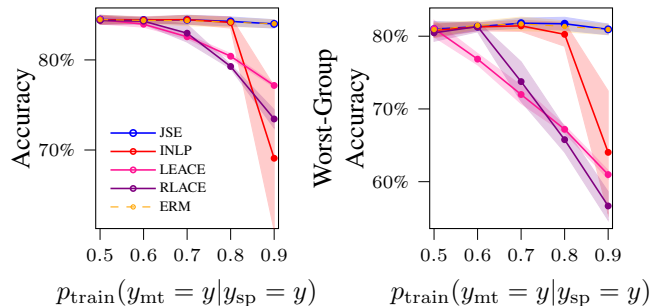 Accuracy
80%
70%
JSE
INLP
LEACE
RLACE
ERM
0.5 0.6 0.7 0.8 0.9
p_train(y_mt = y|y_sp = y)
Worst-Group
Accuracy
80%
70%
60%
0.5 0.6 0.7 0.8 0.9
p_train(y_mt = y|y_sp = y)